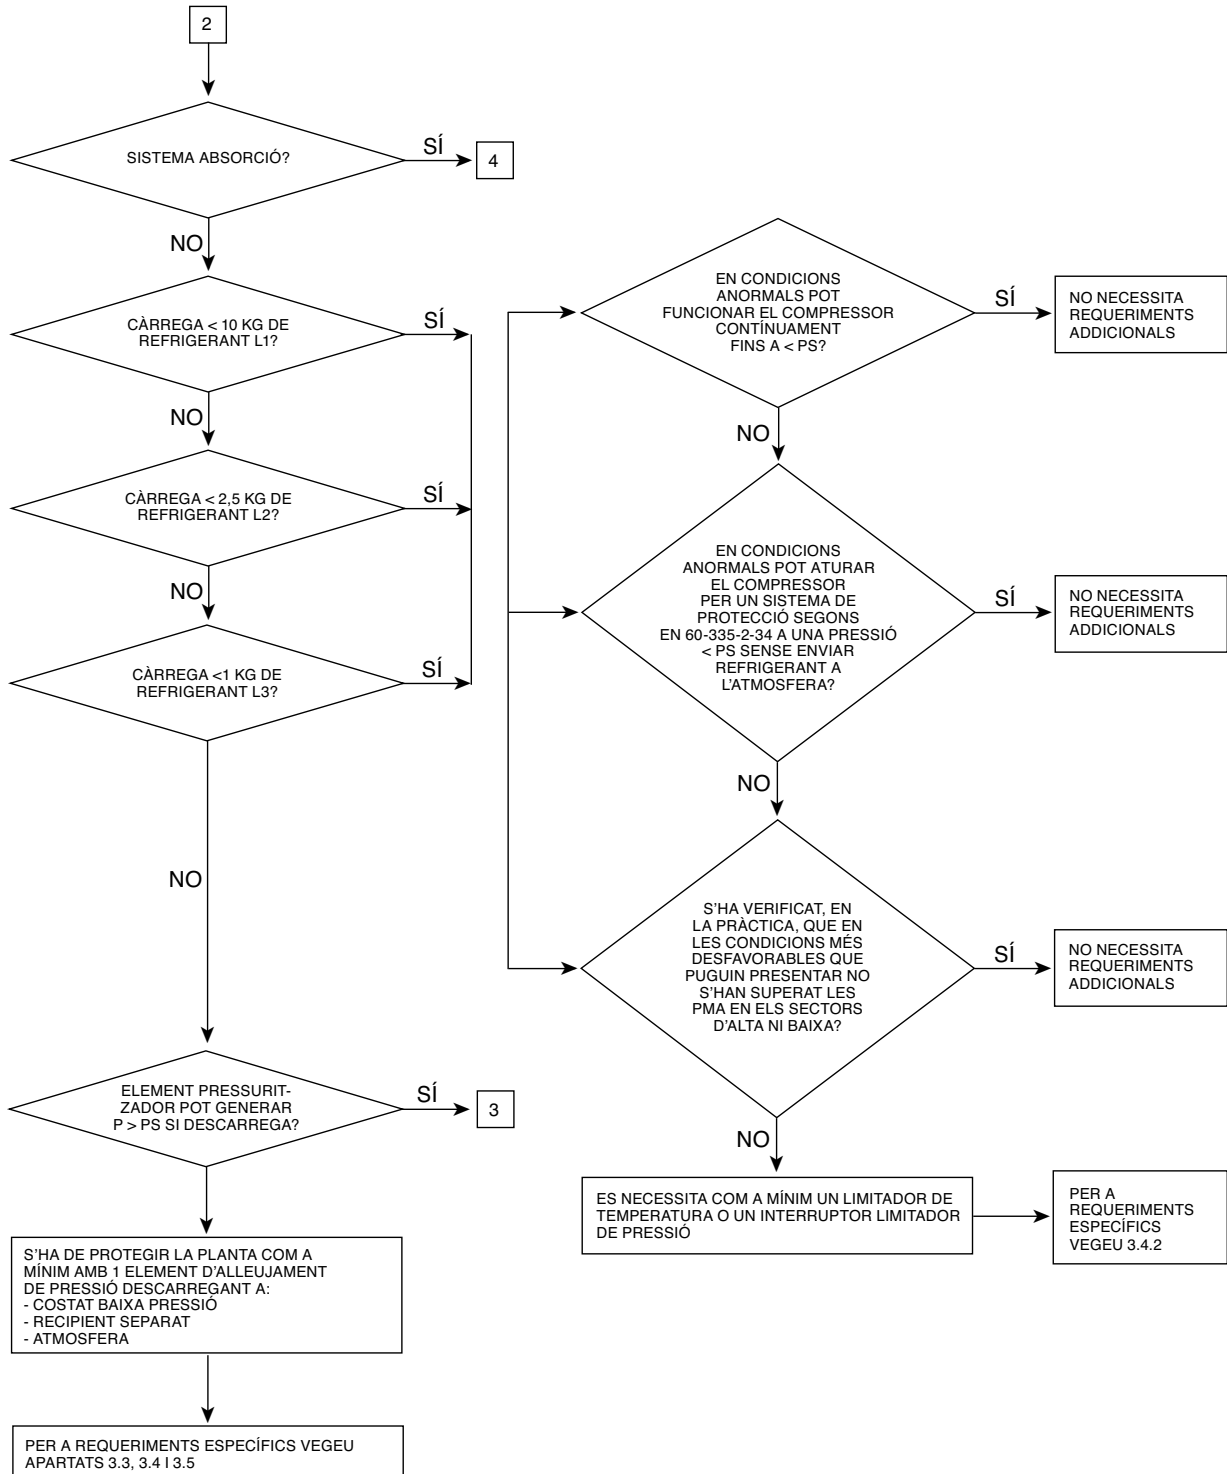 2
SISTEMA ABSORCIÓ?
SÍ
4
NO
CÀRREGA < 10 KG DE
REFRIGERANT L1?
SÍ
NO
CÀRREGA < 2,5 KG DE
REFRIGERANT L2?
SÍ
NO
CÀRREGA <1 KG DE
REFRIGERANT L3?
SÍ
NO
ELEMENT PRESSURIT-
ZADOR POT GENERAR
P > PS SI DESCARREGA?
SÍ
3
S'HA DE PROTEGIR LA PLANTA COM A
MÍNIM AMB 1 ELEMENT D'ALLEUJAMENT
DE PRESSIÓ DESCARREGANT A:
- COSTAT BAIXA PRESSIÓ
- RECIPIENT SEPARAT
- ATMOSFERA
PER A REQUERIMENTS ESPECÍFICS VEGEU
APARTATS 3.3, 3.4 I 3.5
EN CONDICIONS
ANORMALS POT
FUNCIONAR EL COMPRESSOR
CONTÍNUAMENT
FINS A < PS?
SÍ
NO NECESSITA
REQUERIMENTS
ADDICIONALS
NO
EN CONDICIONS
ANORMALS POT ATURAR
EL COMPRESSOR
PER UN SISTEMA DE
PROTECCIÓ SEGONS
EN 60-335-2-34 A UNA PRESSIÓ
< PS SENSE ENVIAR
REFRIGERANT A
L'ATMOSFERA?
SÍ
NO NECESSITA
REQUERIMENTS
ADDICIONALS
NO
S'HA VERIFICAT, EN
LA PRÀCTICA, QUE EN
LES CONDICIONS MÉS
DESFAVORABLES QUE
PUGUIN PRESENTAR NO
S'HAN SUPERAT LES
PMA EN ELS SECTORS
D'ALTA NI BAIXA?
SÍ
NO NECESSITA
REQUERIMENTS
ADDICIONALS
NO
ES NECESSITA COM A MÍNIM UN LIMITADOR DE
TEMPERATURA O UN INTERRUPTOR LIMITADOR
DE PRESSIÓ
PER A
REQUERIMENTS
ESPECÍFICS
VEGEU 3.4.2